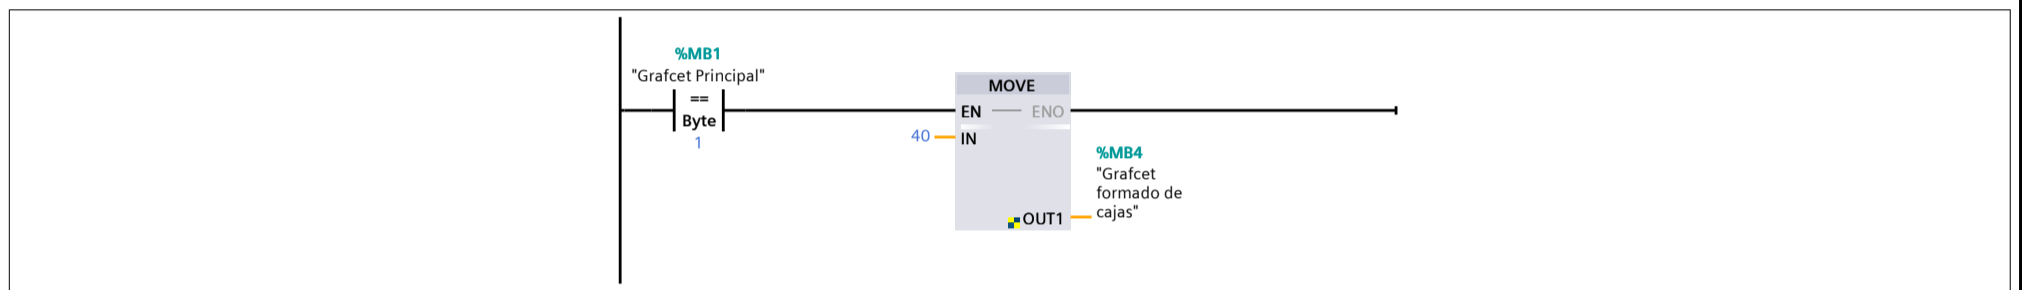 %MB1
"Grafcet Principal"
==
Byte
1
MOVE
EN
ENO
40
IN
%MB4
"Grafcet
formado de
cajas"
OUT1